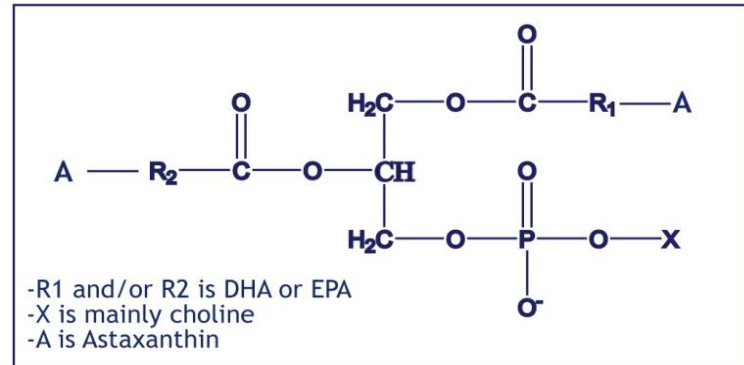 O
O H₂C—O—C—R₁—A
A—R₂—C—O—CH O
H₂C—O—P—O—X
O⁻
-R1 and/or R2 is DHA or EPA
-X is mainly choline
-A is Astaxanthin